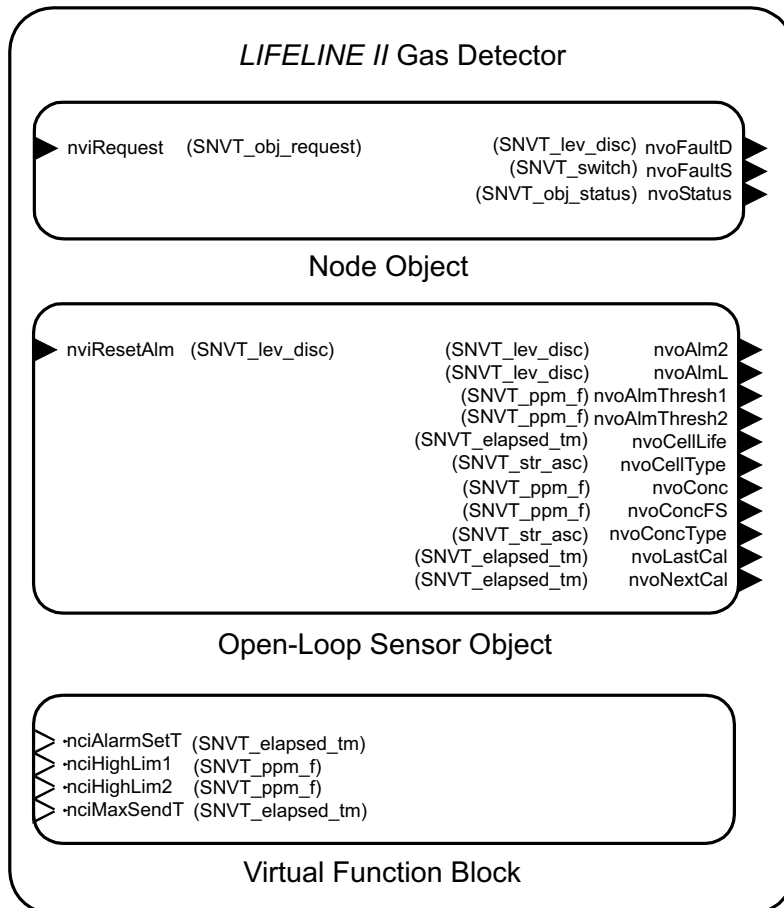 LIFELINE II Gas Detector
nviRequest (SNVT_obj_request) (SNVT_lev_disc) nvoFaultD
(SNVT_switch) nvoFaultS
(SNVT_obj_status) nvoStatus
Node Object
nviResetAlm (SNVT_lev_disc) (SNVT_lev_disc) nvoAlm2
(SNVT_lev_disc) nvoAlmL
(SNVT_ppm_f) nvoAlmThresh1
(SNVT_ppm_f) nvoAlmThresh2
(SNVT_elapsed_tm) nvoCellLife
(SNVT_str_asc) nvoCellType
(SNVT_ppm_f) nvoConc
(SNVT_ppm_f) nvoConcFS
(SNVT_str_asc) nvoConcType
(SNVT_elapsed_tm) nvoLastCal
(SNVT_elapsed_tm) nvoNextCal
Open-Loop Sensor Object
nciAlarmSetT (SNVT_elapsed_tm)
nciHighLim1 (SNVT_ppm_f)
nciHighLim2 (SNVT_ppm_f)
nciMaxSendT (SNVT_elapsed_tm)
Virtual Function Block